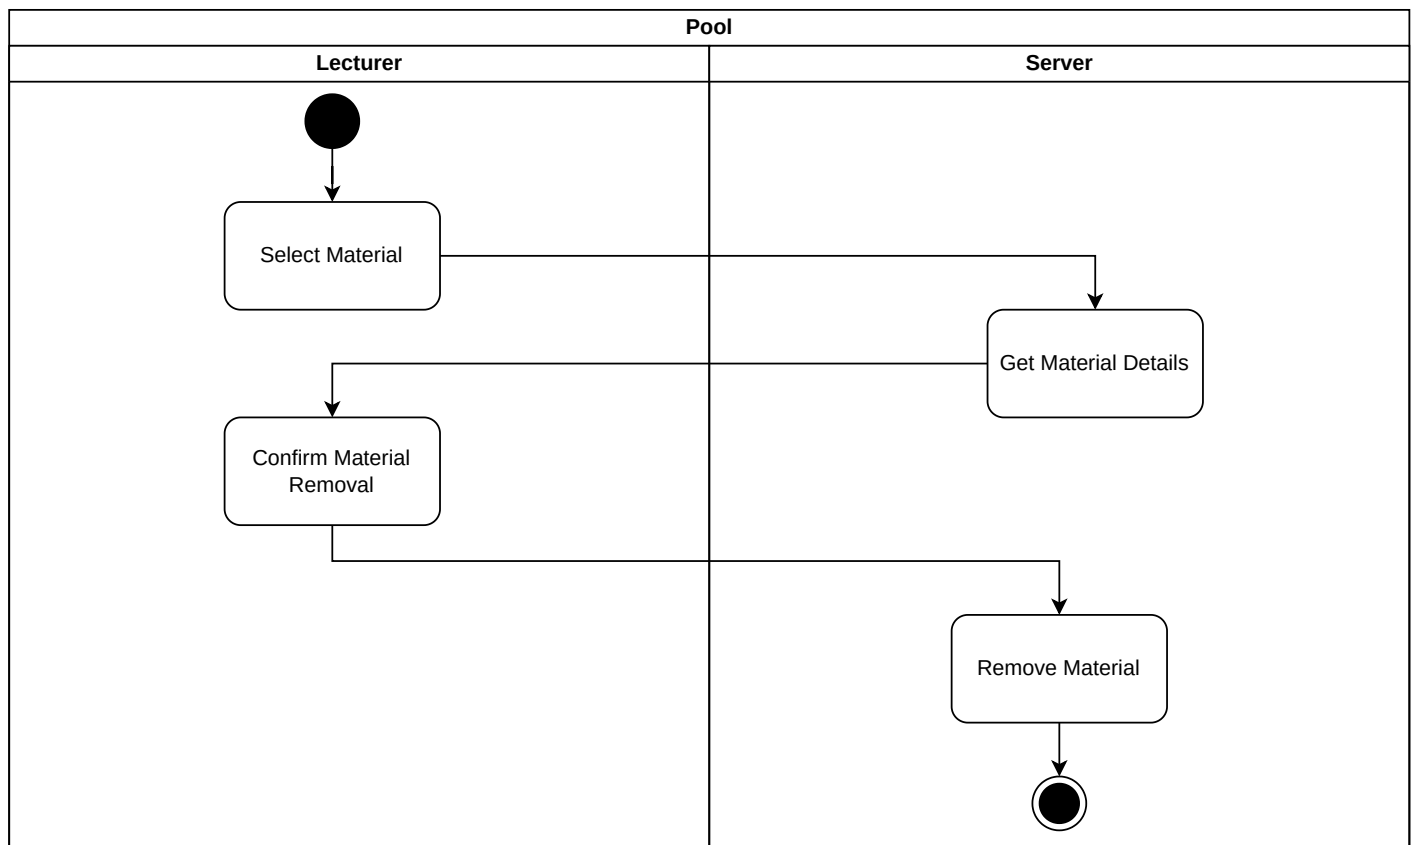 Pool
Lecturer
Server
Select Material
Get Material Details
Confirm Material
Removal
Remove Material